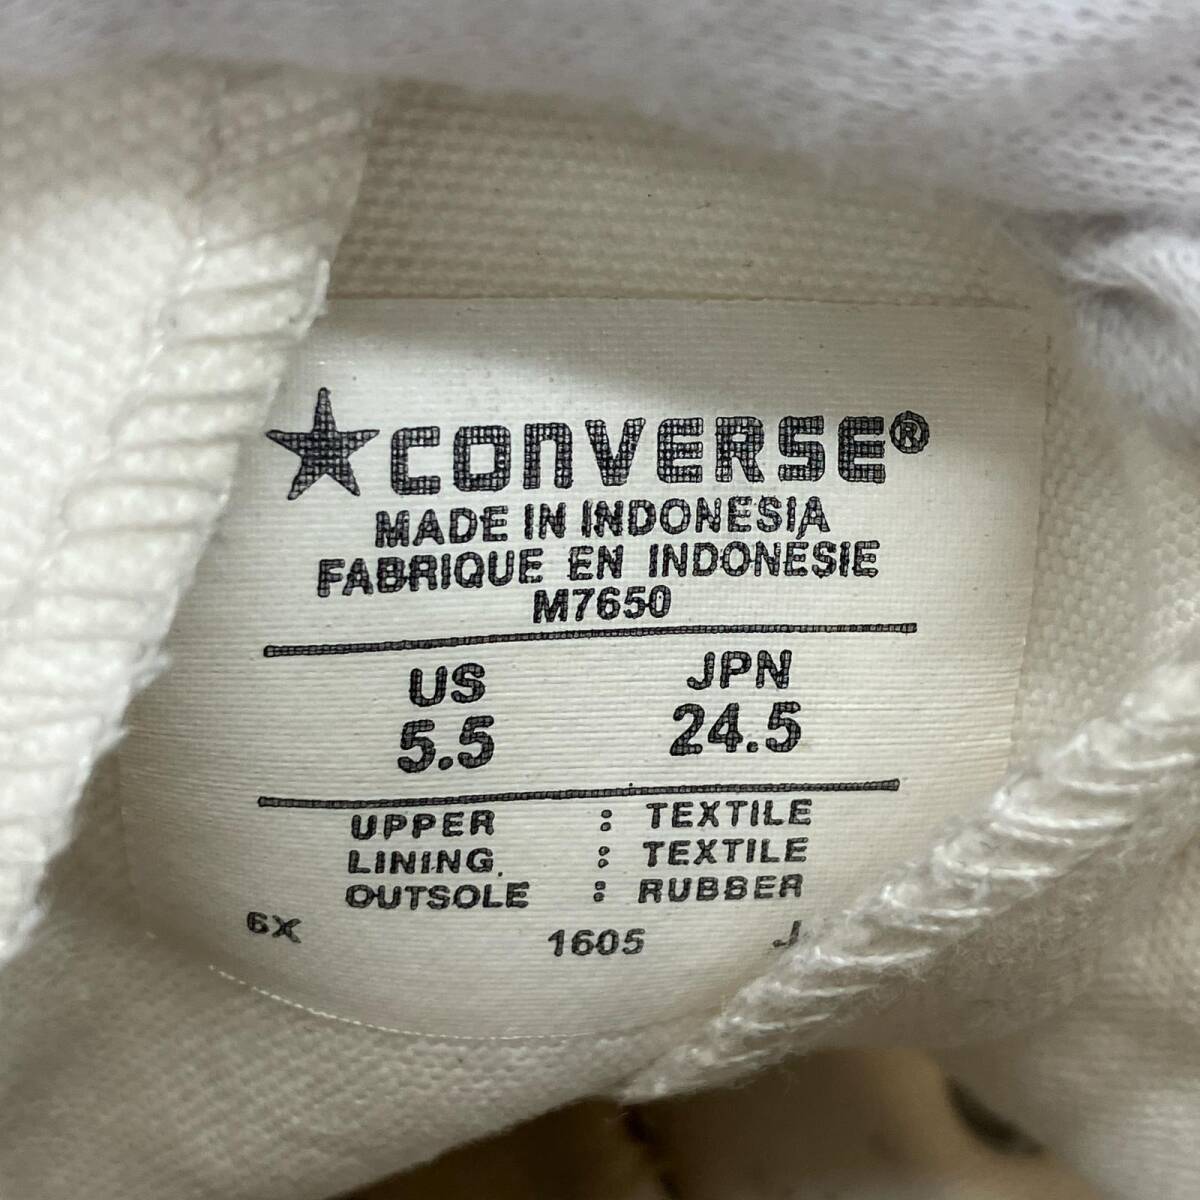 CONVERSE®
MADE IN INDONESIA
FABRIQUE EN INDONESIE
M7650
US JPN
5.5 24.5
UPPER : TEXTILE
LINING : TEXTILE
OUTSOLE : RUBBER
6X 1605 J